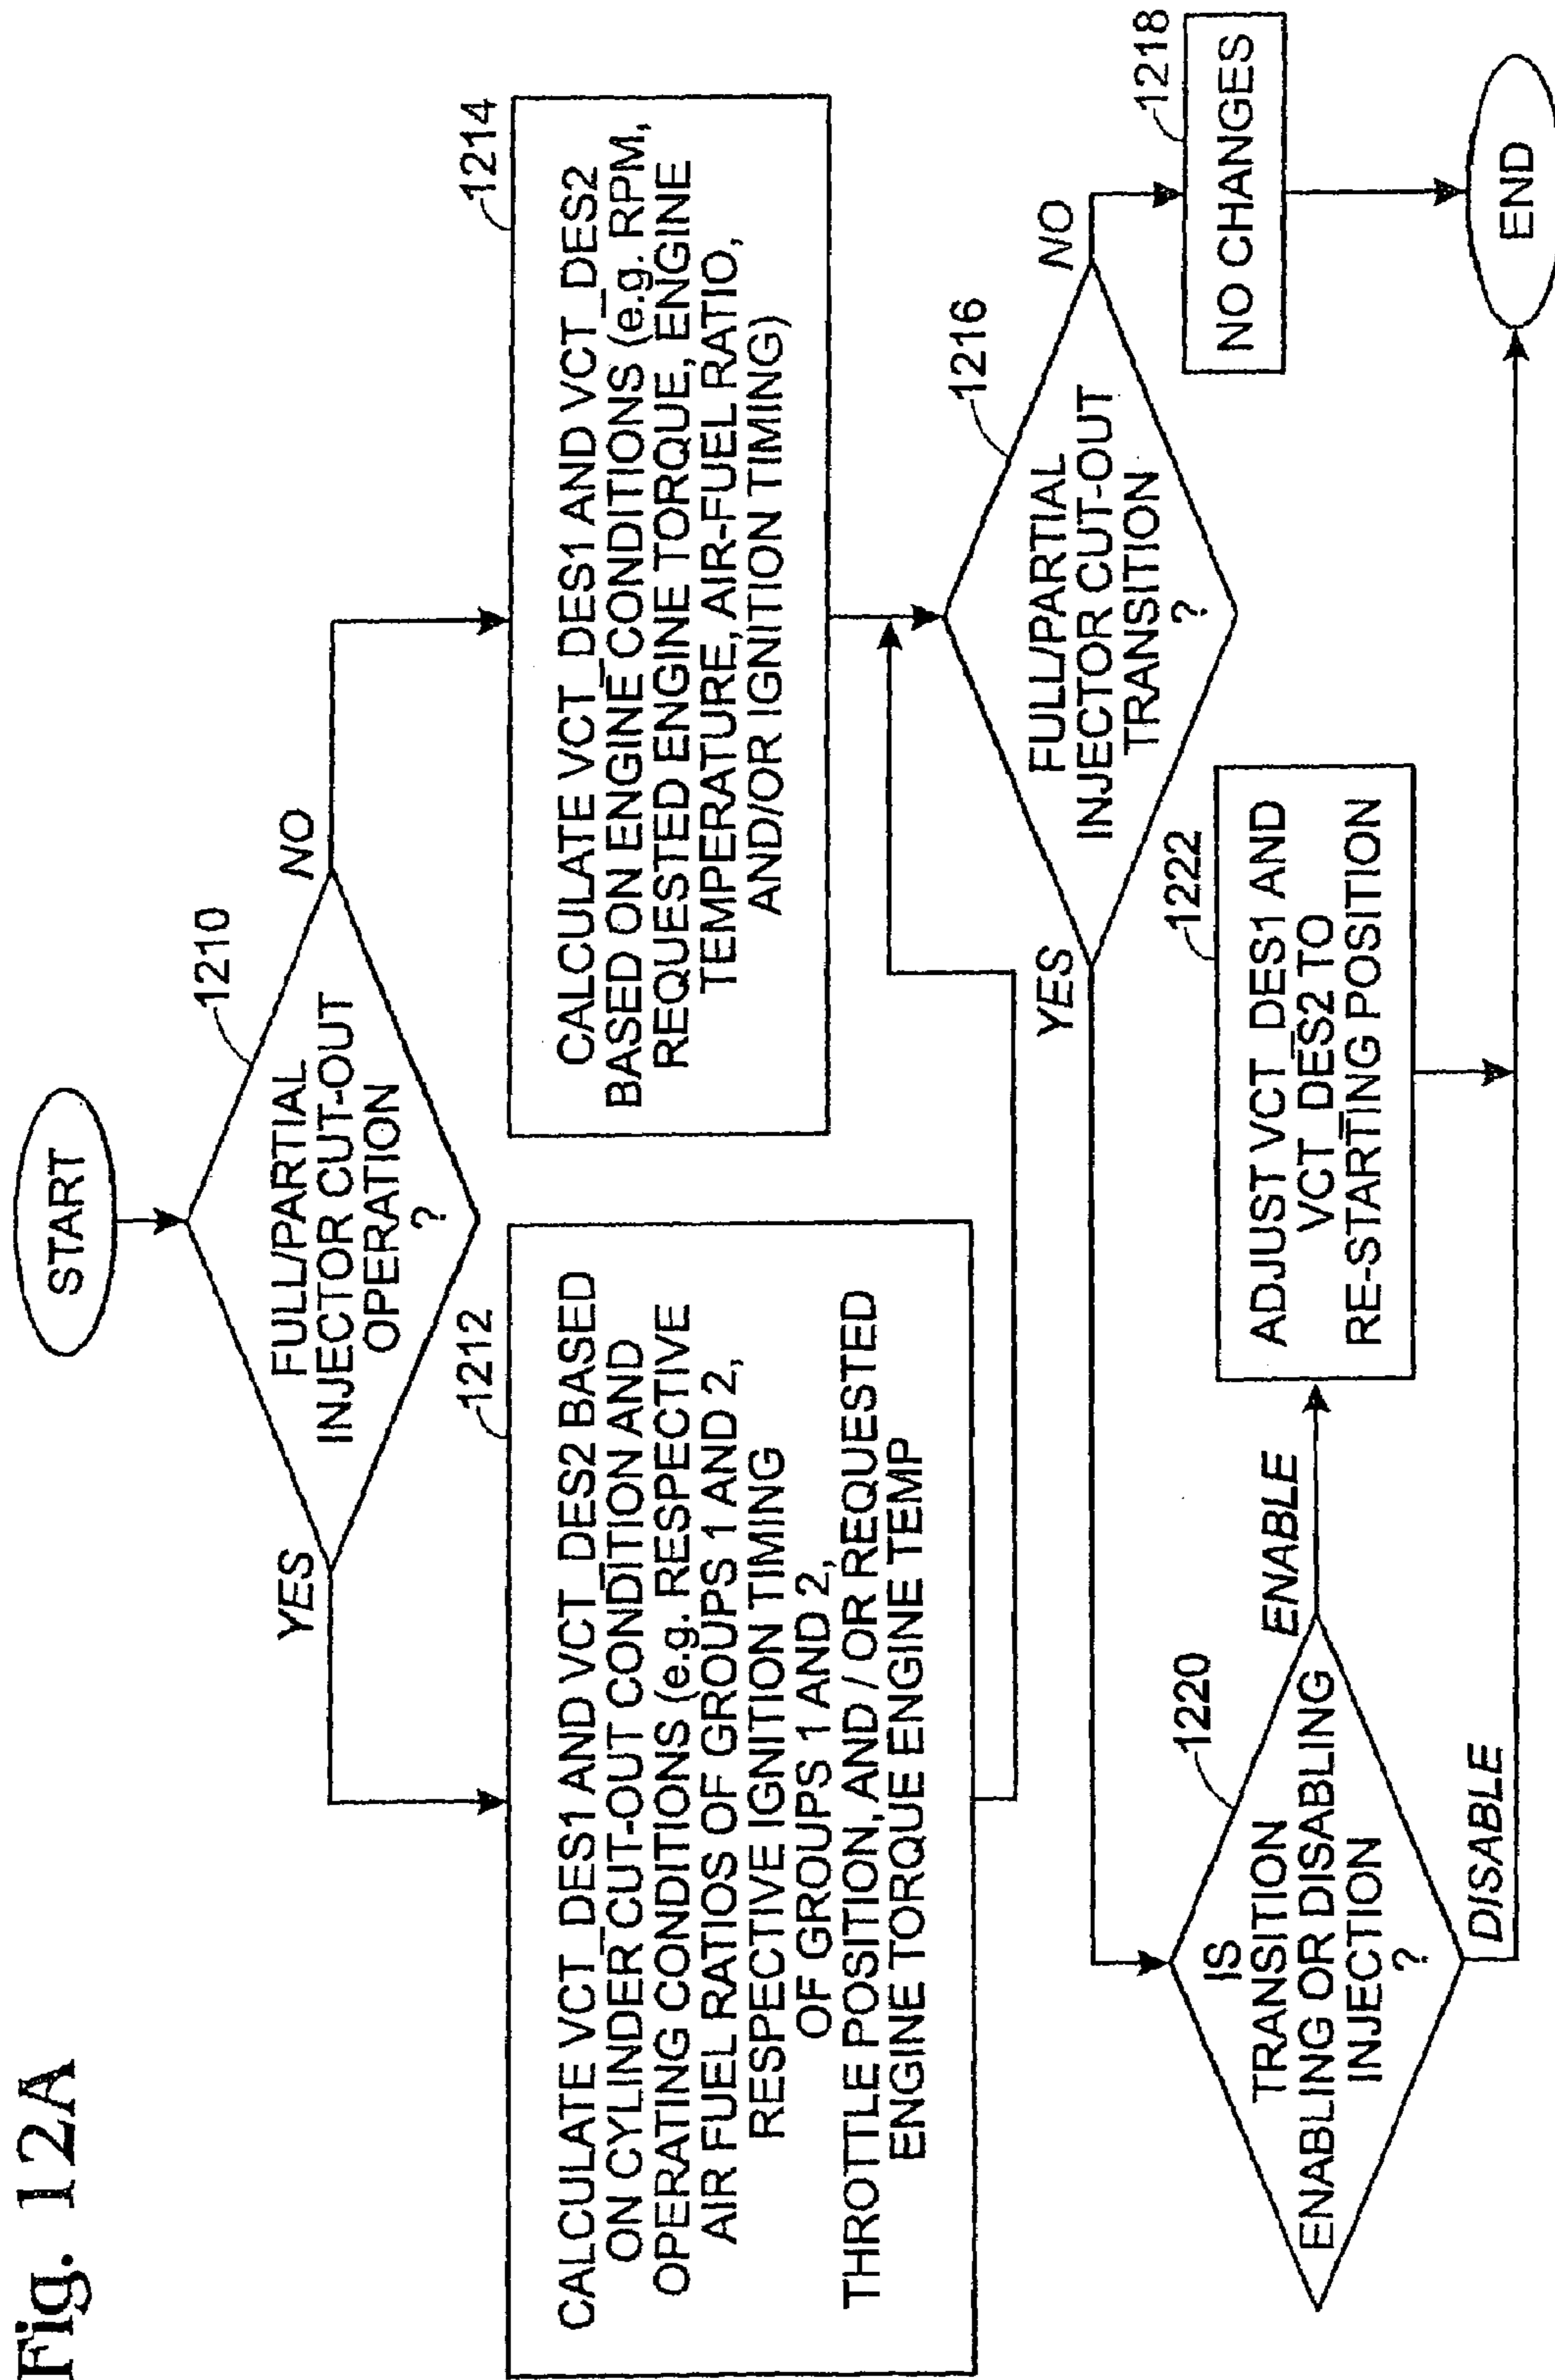 Fig. 12A
START
1210
FULL/PARTIAL
INJECTOR CUT-OUT
OPERATION
?
YES
NO
1212
CALCULATE VCT_DES1 AND VCT_DES2 BASED
ON CYLINDER CUT-OUT CONDITION AND
OPERATING CONDITIONS (e.g. RESPECTIVE
AIR FUEL RATIOS OF GROUPS 1 AND 2,
RESPECTIVE IGNITION TIMING
OF GROUPS 1 AND 2,
THROTTLE POSITION, AND / OR REQUESTED
ENGINE TORQUE ENGINE TEMP
1214
CALCULATE VCT_DES1 AND VCT_DES2
BASED ON ENGINE CONDITIONS (e.g. RPM,
REQUESTED ENGINE TORQUE, ENGINE
TEMPERATURE, AIR-FUEL RATIO,
AND/OR IGNITION TIMING)
1216
FULL/PARTIAL
INJECTOR CUT-OUT
TRANSITION
?
YES
NO
1218
NO CHANGES
1220
IS
TRANSITION
ENABLING OR DISABLING
INJECTION
?
ENABLE
DISABLE
1222
ADJUST VCT_DES1 AND
VCT_DES2 TO
RE-STARTING POSITION
END